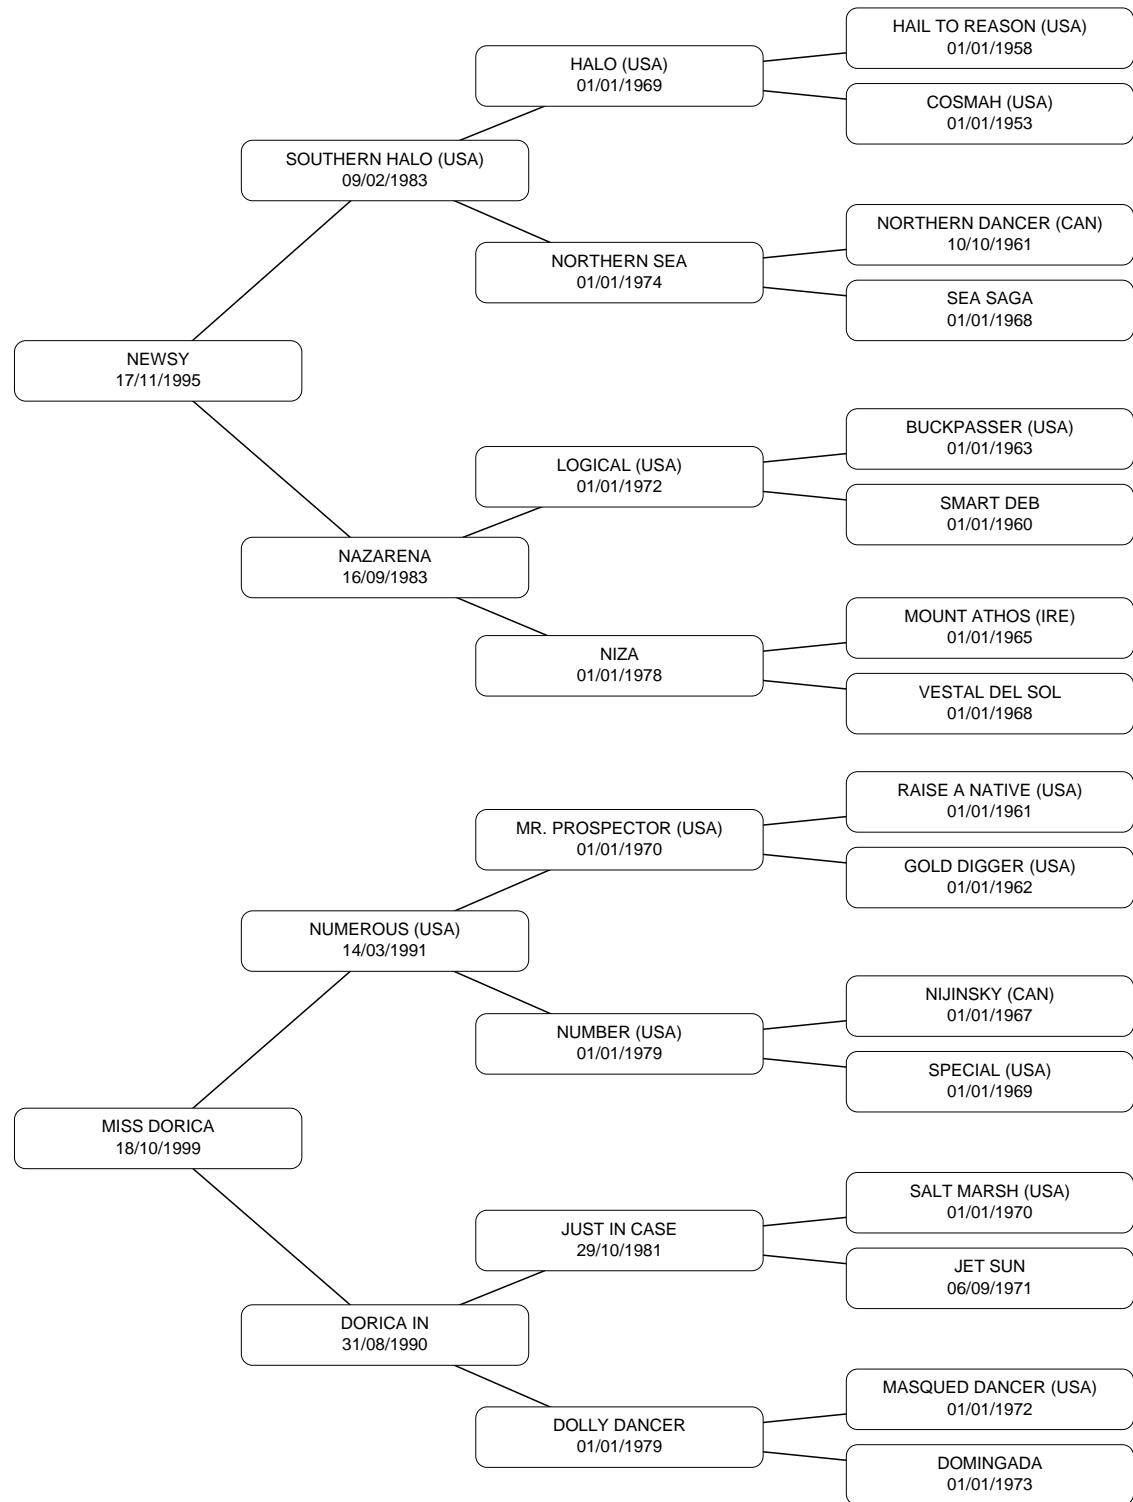 HAIL TO REASON (USA)
01/01/1958
HALO (USA)
01/01/1969
COSMAH (USA)
01/01/1953
SOUTHERN HALO (USA)
09/02/1983
NORTHERN DANCER (CAN)
10/10/1961
NORTHERN SEA
01/01/1974
SEA SAGA
01/01/1968
NEWSY
17/11/1995
BUCKPASSER (USA)
01/01/1963
LOGICAL (USA)
01/01/1972
SMART DEB
01/01/1960
NAZARENA
16/09/1983
MOUNT ATHOS (IRE)
01/01/1965
NIZA
01/01/1978
VESTAL DEL SOL
01/01/1968
RAISE A NATIVE (USA)
01/01/1961
MR. PROSPECTOR (USA)
01/01/1970
GOLD DIGGER (USA)
01/01/1962
NUMEROUS (USA)
14/03/1991
NIJINSKY (CAN)
01/01/1967
NUMBER (USA)
01/01/1979
SPECIAL (USA)
01/01/1969
MISS DORICA
18/10/1999
SALT MARSH (USA)
01/01/1970
JUST IN CASE
29/10/1981
JET SUN
06/09/1971
DORICA IN
31/08/1990
MASQUED DANCER (USA)
01/01/1972
DOLLY DANCER
01/01/1979
DOMINGADA
01/01/1973